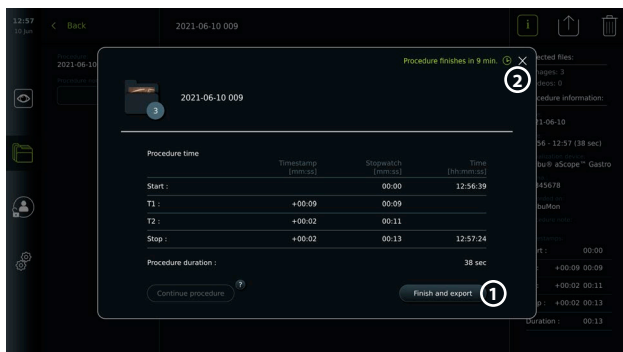 12:57
10 Jun
Back
2021-06-10 009
i
Procedure finishes in 9 min.
2
3
2021-06-10 009
Procedure time
Timestamp [mm:ss] Stopwatch [mm:ss] Time [hh:mm:ss]
Start : 00:00 12:56:39
T1 : +00:09 00:09
T2 : +00:02 00:11
Stop : +00:02 00:13 12:57:24
Procedure duration : 38 sec
Continue procedure ?
Finish and export 1
2021-06-10
ected files:
ages: 3
deos: 0
cedure information:
21-06-10
56 - 12:57 (38 sec)
bu® aScope™ Gastro
345678
buMon
rt : 00:00
: +00:09 00:09
: +00:02 00:11
p : +00:02 00:13
Duration : 00:13